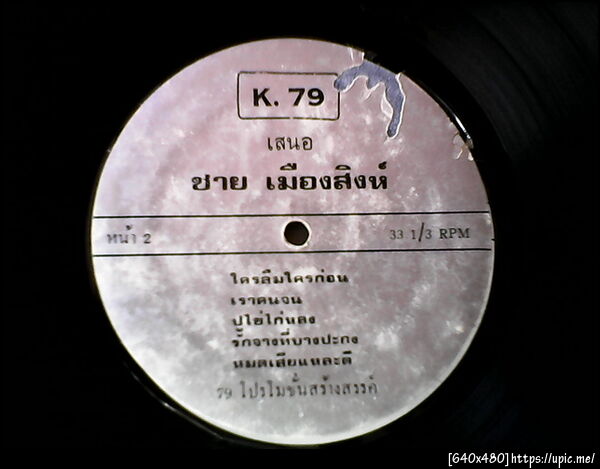 K. 79
เสนอ
ชาย เมืองสิงห์
หน้า 2
33 1/3 RPM
ใครลืมใครก่อน
เราคนจน
ปูไข่ไก่หลง
รักจางที่บางปะกง
หมดเสียแหละดี
79 โปรโมชั่นสร้างสรรค์
[640x480]https://upic.me/